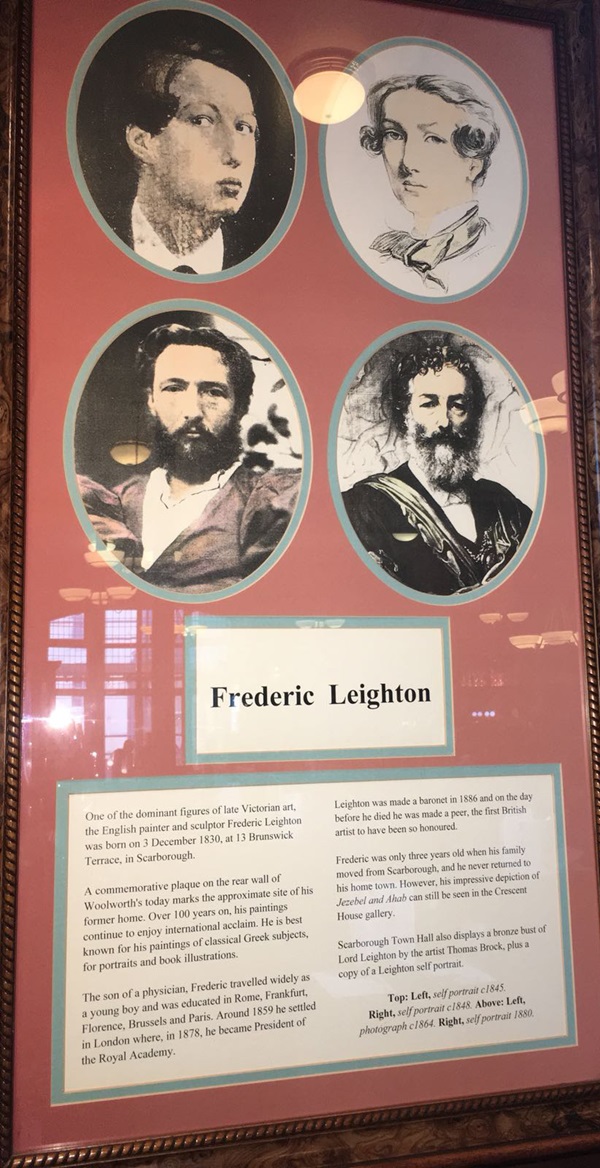 Frederic Leighton
One of the dominant figures of late Victorian art,
the English painter and sculptor Frederic Leighton
was born on 3 December 1830, at 13 Brunswick
Terrace, in Scarborough.
A commemorative plaque on the rear wall of
Woolworth's today marks the approximate site of his
former home. Over 100 years on, his paintings
continue to enjoy international acclaim. He is best
known for his paintings of classical Greek subjects,
for portraits and book illustrations.
The son of a physician, Frederic travelled widely as
a young boy and was educated in Rome, Frankfurt,
Florence, Brussels and Paris. Around 1859 he settled
in London where, in 1878, he became President of
the Royal Academy.
Leighton was made a baronet in 1886 and on the day
before he died he was made a peer, the first British
artist to have been so honoured.
Frederic was only three years old when his family
moved from Scarborough, and he never returned to
his home town. However, his impressive depiction of
Jezebel and Ahab can still be seen in the Crescent
House gallery.
Scarborough Town Hall also displays a bronze bust of
Lord Leighton by the artist Thomas Brock, plus a
copy of a Leighton self portrait.
Top: Left, self portrait c1845.
Right, self portrait c1848. Above: Left,
photograph c1864. Right, self portrait 1880.